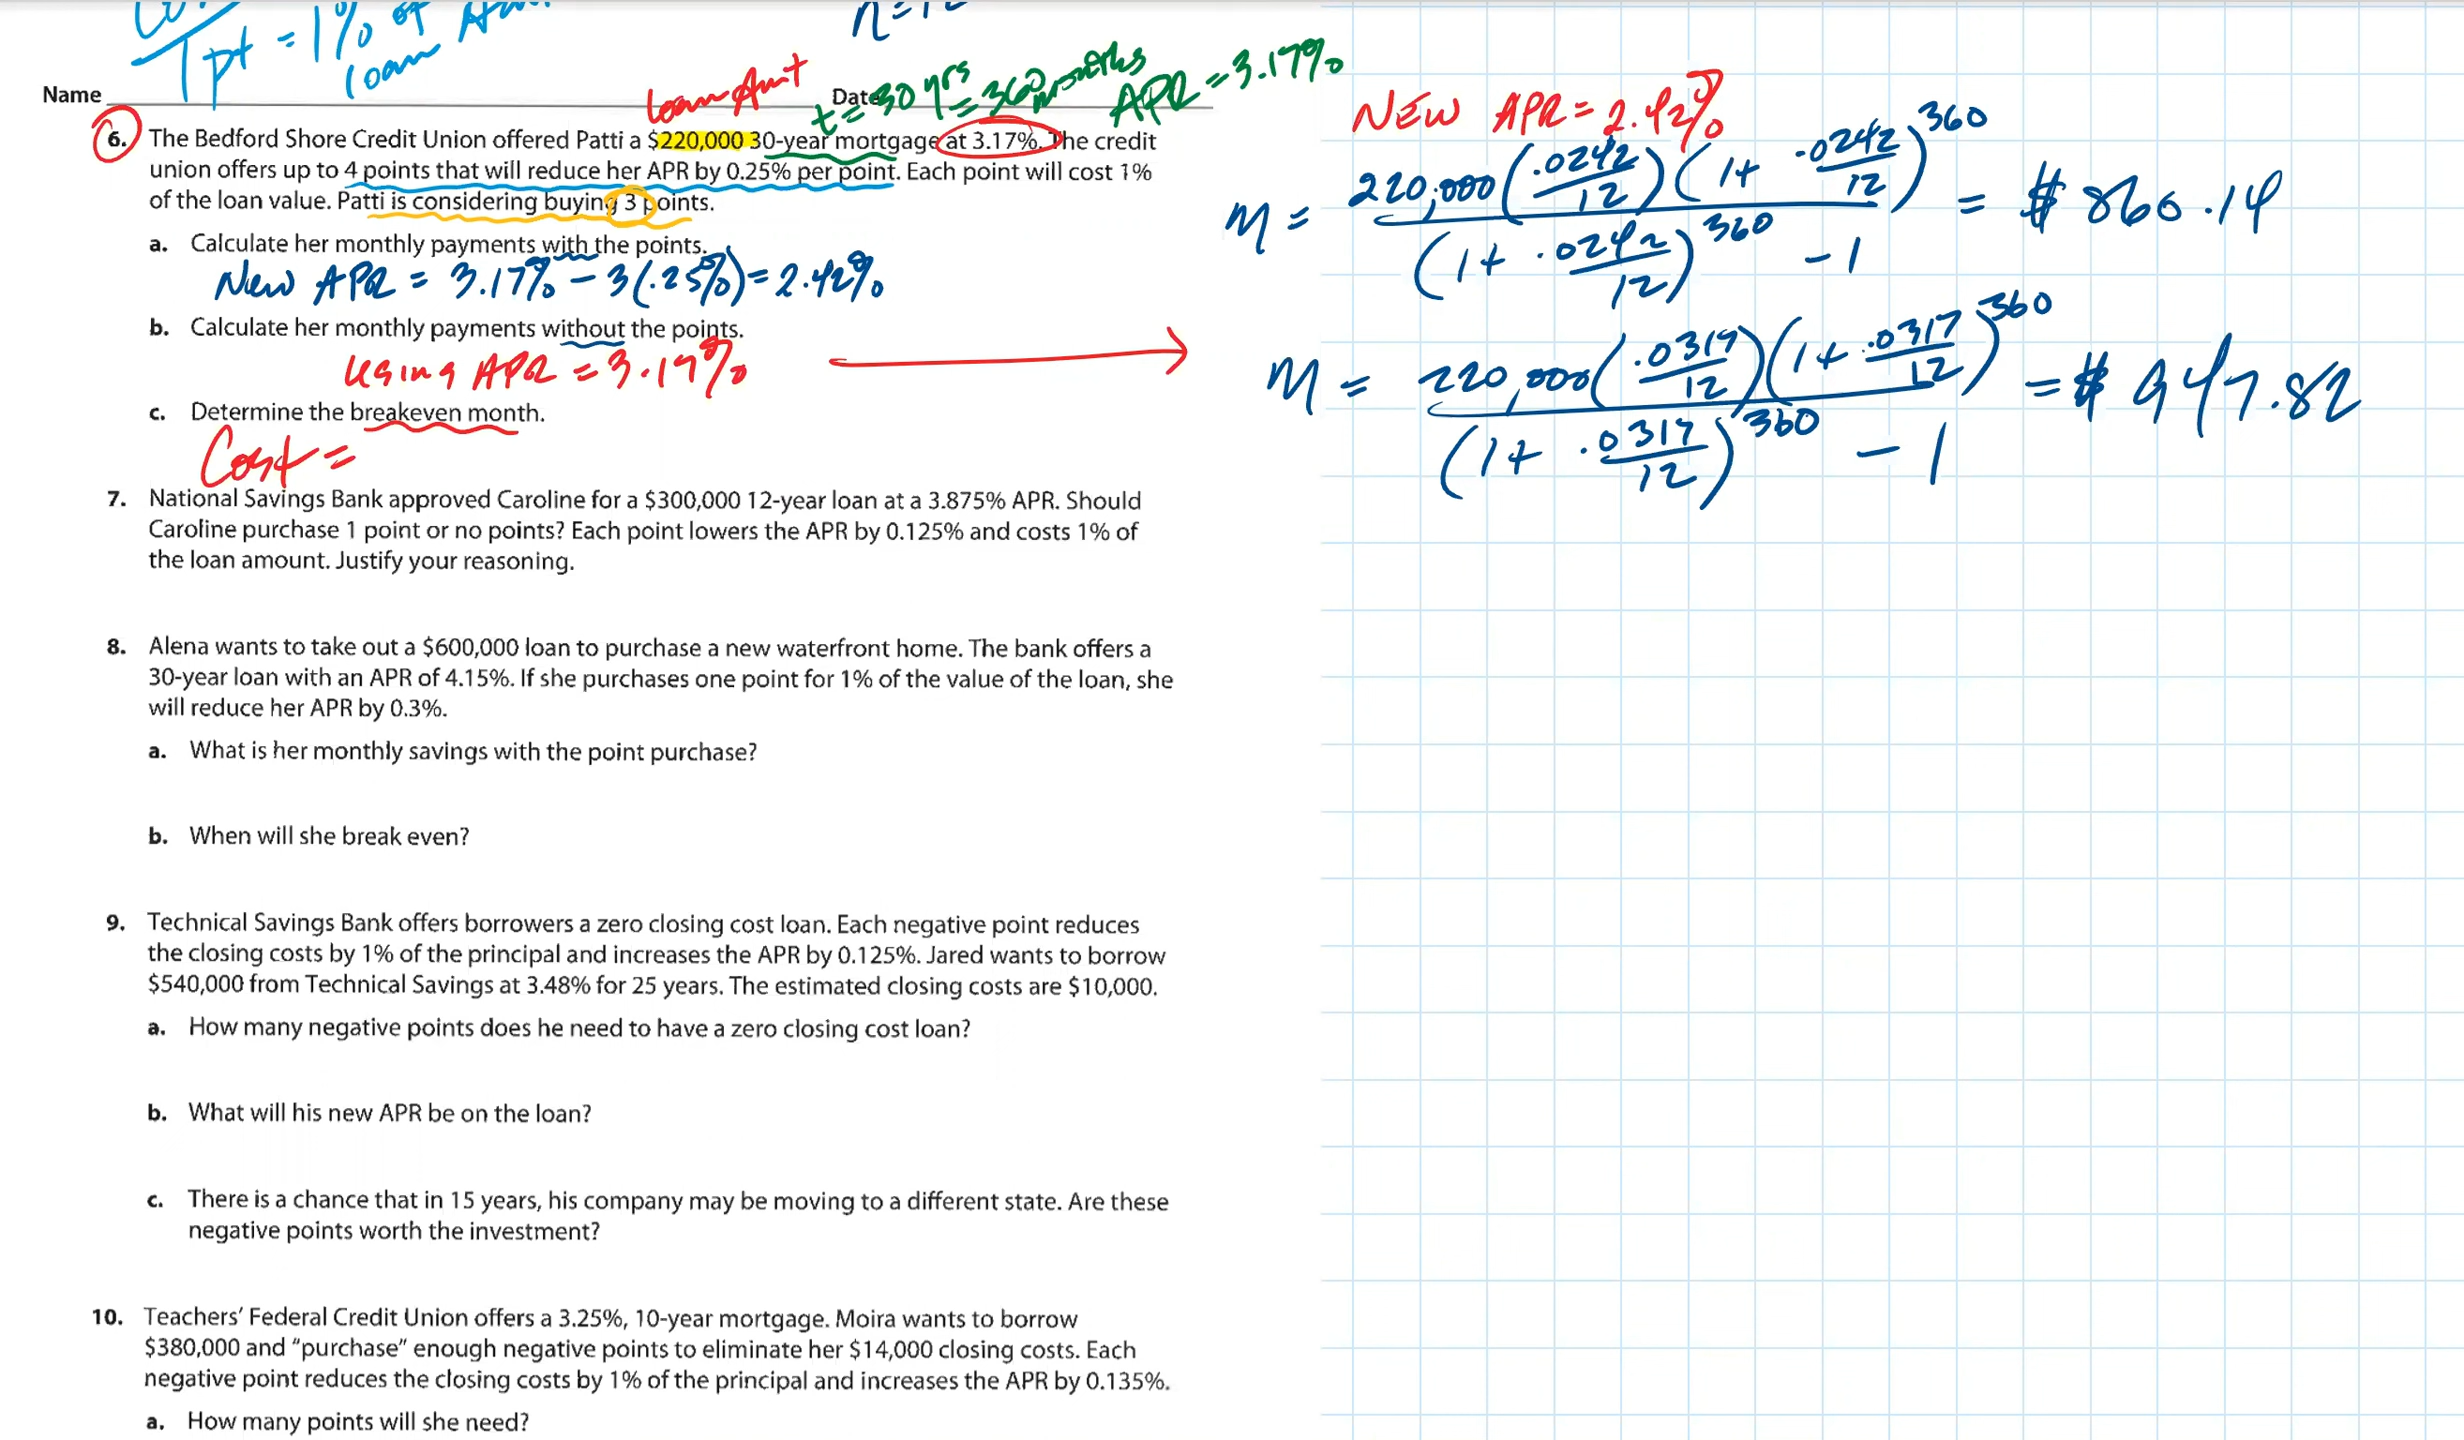 1 pt = 1% of
loan
n = 12
Name Date
loan Amt
t = 30 yrs = 360 months
APR = 3.17%
6. The Bedford Shore Credit Union offered Patti a $220,000 30-year mortgage at 3.17%. The credit
union offers up to 4 points that will reduce her APR by 0.25% per point. Each point will cost 1%
of the loan value. Patti is considering buying 3 points.
a. Calculate her monthly payments with the points.
New APR = 3.17% - 3(.25%) = 2.42%
b. Calculate her monthly payments without the points.
using APR = 3.17%
c. Determine the breakeven month.
Cost =
7. National Savings Bank approved Caroline for a $300,000 12-year loan at a 3.875% APR. Should
Caroline purchase 1 point or no points? Each point lowers the APR by 0.125% and costs 1% of
the loan amount. Justify your reasoning.
8. Alena wants to take out a $600,000 loan to purchase a new waterfront home. The bank offers a
30-year loan with an APR of 4.15%. If she purchases one point for 1% of the value of the loan, she
will reduce her APR by 0.3%.
a. What is her monthly savings with the point purchase?
b. When will she break even?
9. Technical Savings Bank offers borrowers a zero closing cost loan. Each negative point reduces
the closing costs by 1% of the principal and increases the APR by 0.125%. Jared wants to borrow
$540,000 from Technical Savings at 3.48% for 25 years. The estimated closing costs are $10,000.
a. How many negative points does he need to have a zero closing cost loan?
b. What will his new APR be on the loan?
c. There is a chance that in 15 years, his company may be moving to a different state. Are these
negative points worth the investment?
10. Teachers' Federal Credit Union offers a 3.25%, 10-year mortgage. Moira wants to borrow
$380,000 and "purchase" enough negative points to eliminate her $14,000 closing costs. Each
negative point reduces the closing costs by 1% of the principal and increases the APR by 0.135%.
a. How many points will she need?
NEW APR = 2.42%
M = 220,000(.0242/12)(1 + .0242/12)^360 / (1 + .0242/12)^360 - 1 = $860.14
M = 220,000(.0317/12)(1 + .0317/12)^360 / (1 + .0317/12)^360 - 1 = $947.82